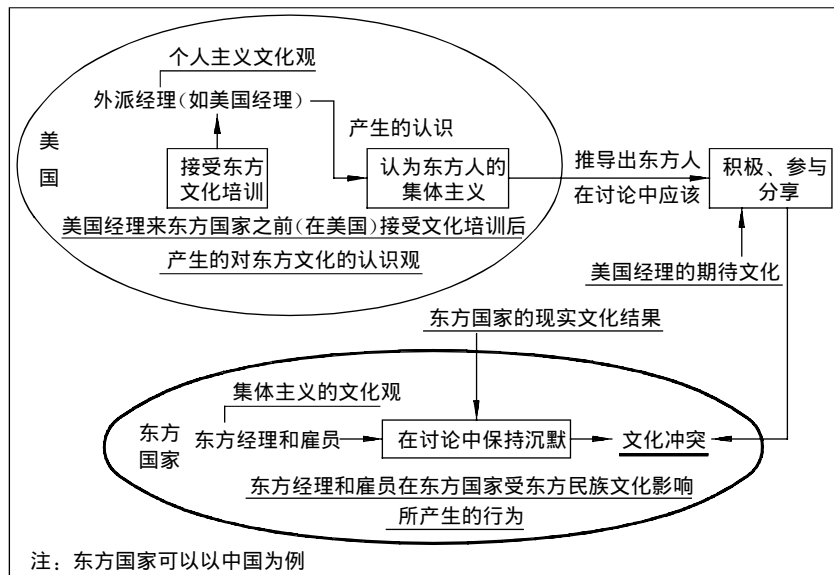 个人主义文化观
外派经理（如美国经理）
美国
产生的认识
接受东方
文化培训
认为东方人的
集体主义
推导出东方人
在讨论中应该
积极、参与
分享
美国经理来东方国家之前（在美国）接受文化培训后
产生的对东方文化的认识观
美国经理的期待文化
东方国家的现实文化结果
集体主义的文化观
东方
国家
东方经理和雇员
在讨论中保持沉默
文化冲突
东方经理和雇员在东方国家受东方民族文化影响
所产生的行为
注：东方国家可以以中国为例